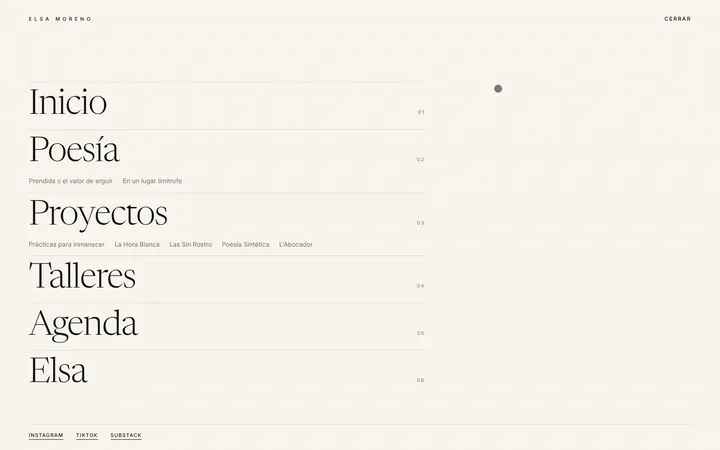 ELSA MORENO
CERRAR
Inicio
01
Poesía
02
Prendida o el valor de erguir En un lugar limítrofe
Proyectos
03
Prácticas para inmanecer La Hora Blanca Las Sin Rostro Poesía Sintética L'Abocador
Talleres
04
Agenda
05
Elsa
06
INSTAGRAM TIKTOK SUBSTACK